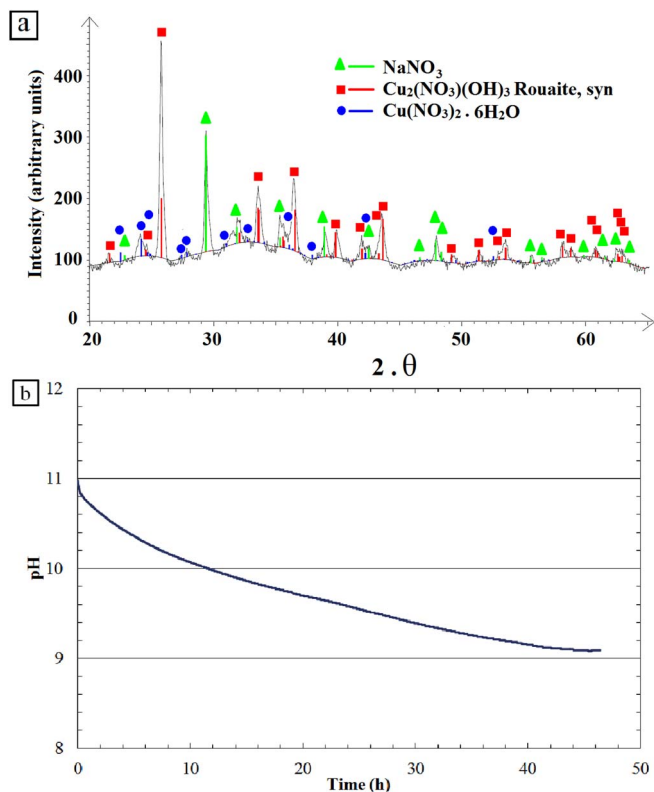 a
400
300
200
100
0
Intensity (arbitrary units)
NaNO3
Cu2(NO3)(OH)3 Rouaite, syn
Cu(NO3)2 . 6H2O
20 30 40 50 60
2 . θ
b
12
11
10
9
8
pH
0 10 20 30 40 50
Time (h)